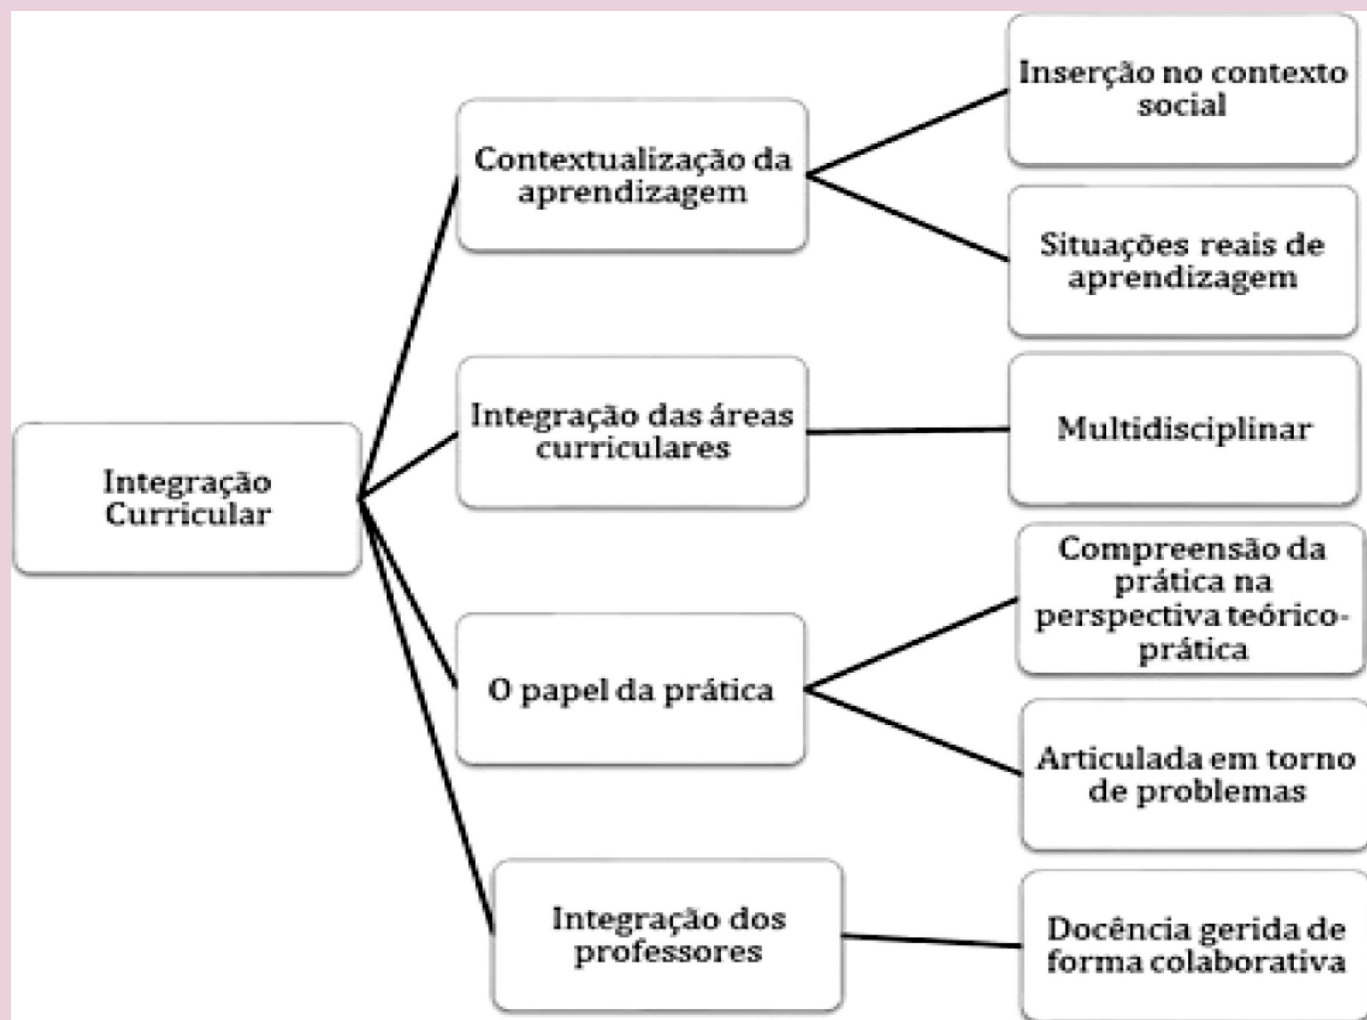 Inserção no contexto
social
Contextualização da
aprendizagem
Situações reais de
aprendizagem
Integração das áreas
curriculares
Multidisciplinar
Integração
Curricular
Compreensão da
prática na
perspectiva teórico-
prática
O papel da prática
Articulada em torno
de problemas
Integração dos
professores
Docência gerida de
forma colaborativa